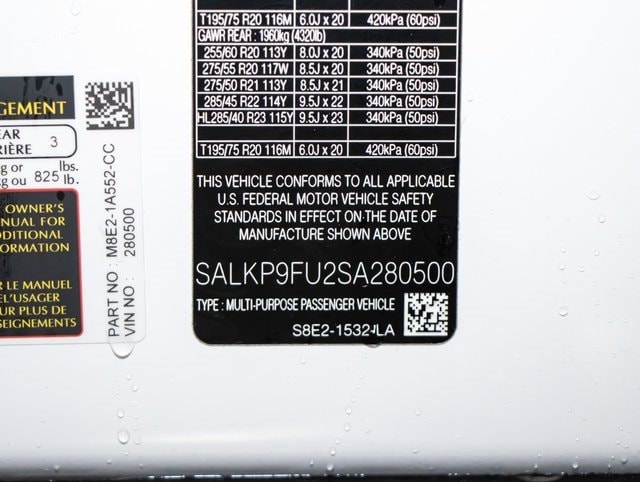 GEMENT
EAR
RIÈRE 3
g or lbs.
g ou 825 lb.
OWNER'S
NUAL FOR
DDITIONAL
ORMATION
R LE MANUEL
E L'USAGER
UR PLUS DE
SEIGNEMENTS
PART NO : M8E2-1A552-CC
VIN NO : 280500
T195/75 R20 116M 6.0J x 20 420kPa (60psi)
GAWR REAR : 1960kg (4320lb)
255/60 R20 113Y 8.0J x 20 340kPa (50psi)
275/55 R20 117W 8.5J x 20 340kPa (50psi)
275/50 R21 113Y 8.5J x 21 340kPa (50psi)
285/45 R22 114Y 9.5J x 22 340kPa (50psi)
HL285/40 R23 115Y 9.5J x 23 340kPa (50psi)
T195/75 R20 116M 6.0J x 20 420kPa (60psi)
THIS VEHICLE CONFORMS TO ALL APPLICABLE
U.S. FEDERAL MOTOR VEHICLE SAFETY
STANDARDS IN EFFECT ON THE DATE OF
MANUFACTURE SHOWN ABOVE
SALKP9FU2SA280500
TYPE : MULTI-PURPOSE PASSENGER VEHICLE
S8E2-1532-LA